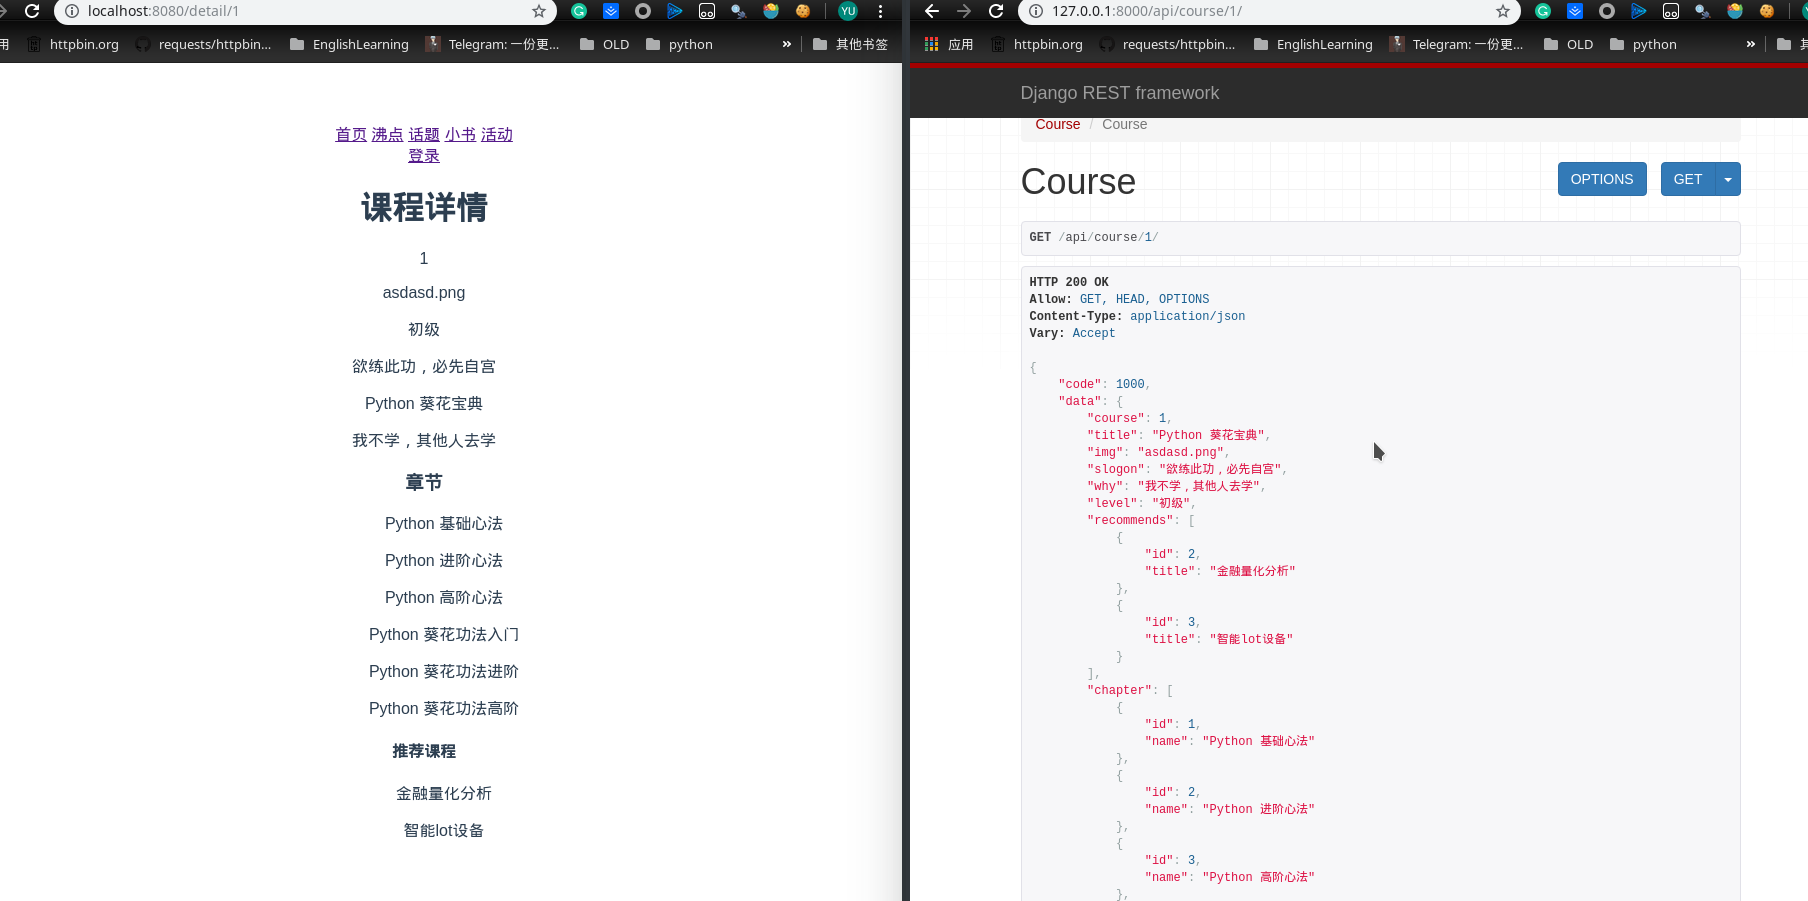 localhost:8080/detail/1
用 httpbin.org requests/httpbin... EnglishLearning Telegram: 一份更... OLD python » 其他书签
首页 沸点 话题 小书 活动
登录
课程详情
1
asdasd.png
初级
欲练此功，必先自宫
Python 葵花宝典
我不学，其他人去学
章节
Python 基础心法
Python 进阶心法
Python 高阶心法
Python 葵花功法入门
Python 葵花功法进阶
Python 葵花功法高阶
推荐课程
金融量化分析
智能lot设备
127.0.0.1:8000/api/course/1/
应用 httpbin.org requests/httpbin... EnglishLearning Telegram: 一份更... OLD python »
Django REST framework
Course / Course
Course
OPTIONS GET
GET /api/course/1/
HTTP 200 OK
Allow: GET, HEAD, OPTIONS
Content-Type: application/json
Vary: Accept
{
"code": 1000,
"data": {
"course": 1,
"title": "Python 葵花宝典",
"img": "asdasd.png",
"slogon": "欲练此功，必先自宫",
"why": "我不学，其他人去学",
"level": "初级",
"recommends": [
{
"id": 2,
"title": "金融量化分析"
},
{
"id": 3,
"title": "智能lot设备"
}
],
"chapter": [
{
"id": 1,
"name": "Python 基础心法"
},
{
"id": 2,
"name": "Python 进阶心法"
},
{
"id": 3,
"name": "Python 高阶心法"
},